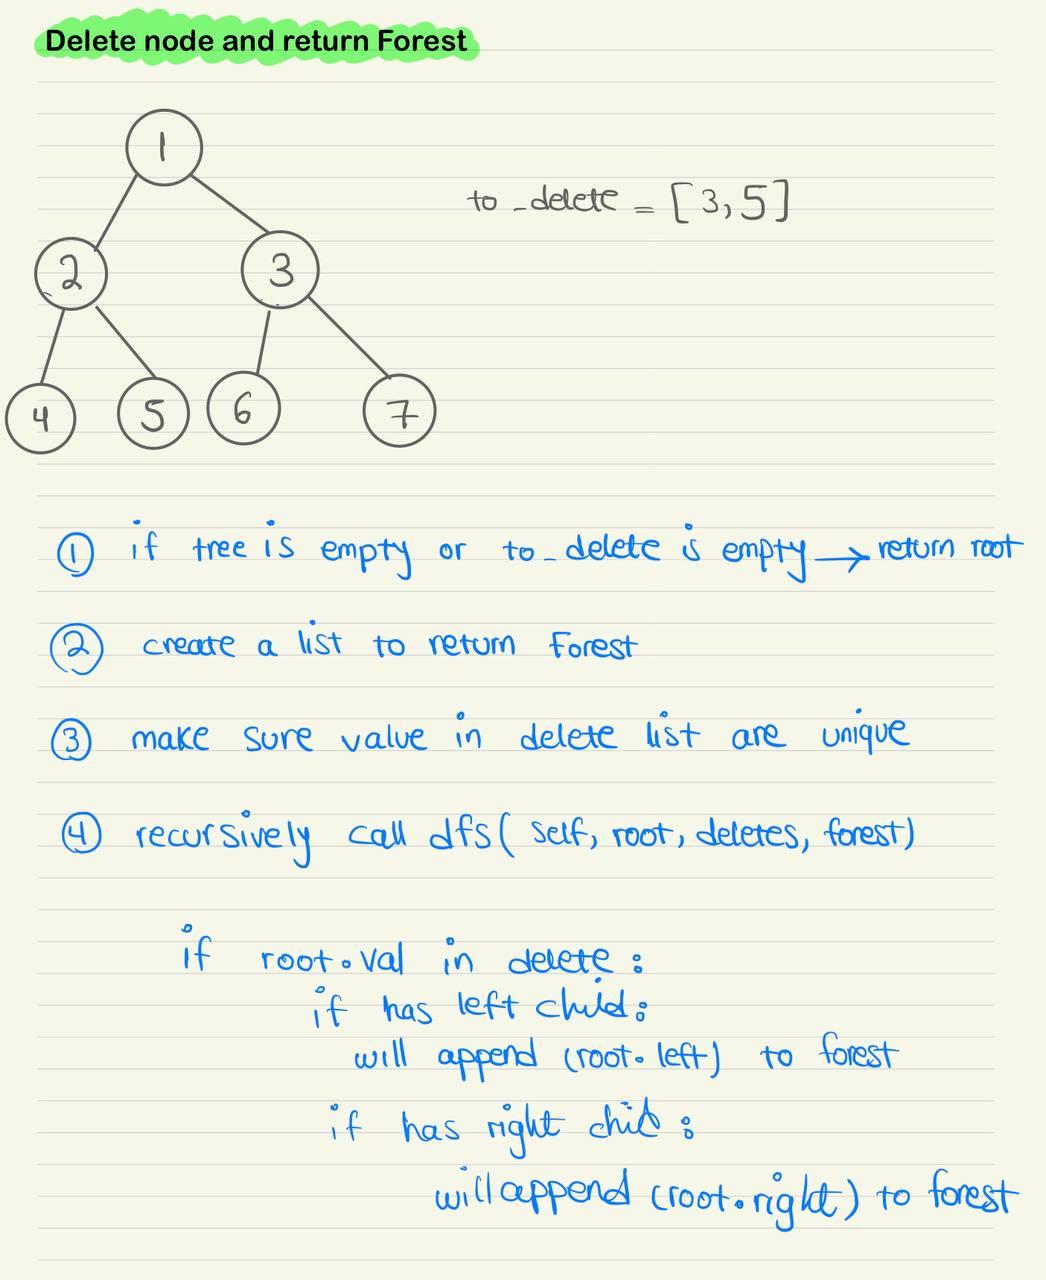 Delete node and return Forest
1
to_delete = [3,5]
2 3
4 5 6 7
① if tree is empty or to_delete is empty → return root
② create a list to return Forest
③ make sure value in delete list are unique
④ recursively call dfs( self, root, deletes, forest)
if root.val in delete:
if has left child:
will append (root.left) to forest
if has right chid:
will append (root.right) to forest